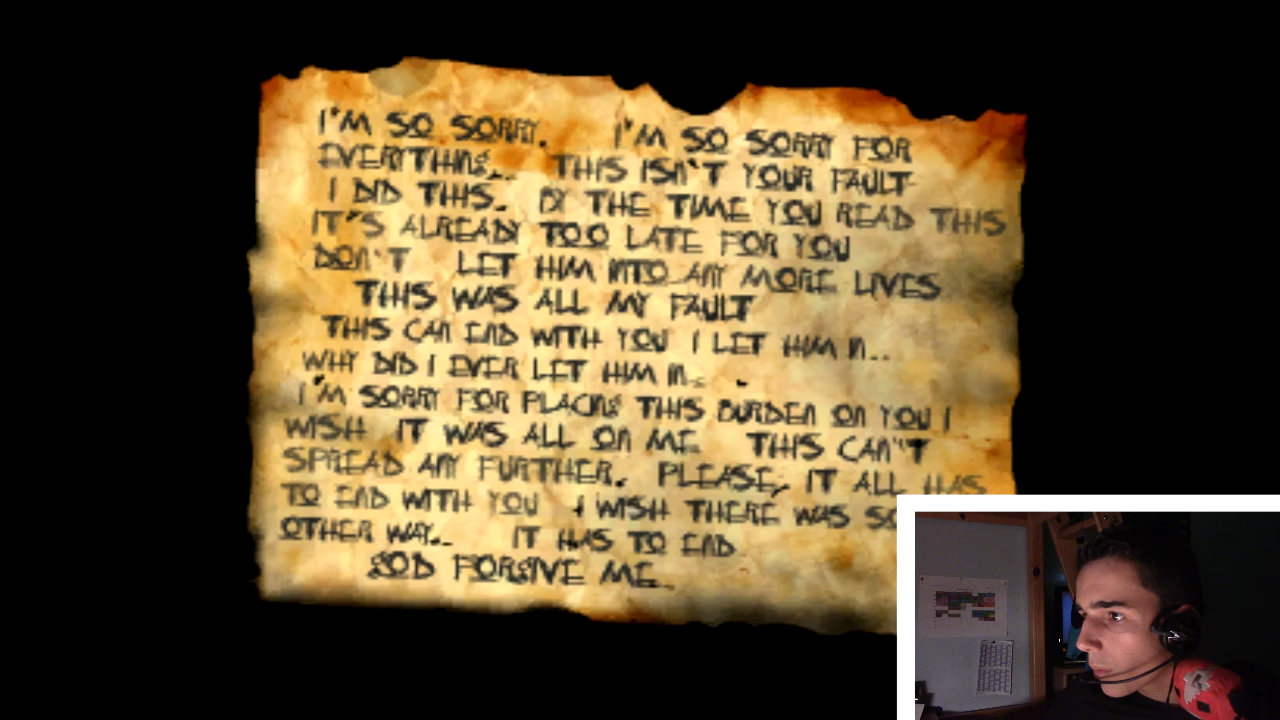 I'M SO SORRY. I'M SO SORRY FOR
EVERYTHING... THIS ISN'T YOUR FAULT
I DID THIS. BY THE TIME YOU READ THIS
IT'S ALREADY TOO LATE FOR YOU
DON'T LET HIM INTO ANY MORE LIVES
THIS WAS ALL MY FAULT
THIS CAN END WITH YOU I LET HIM IN...
WHY DID I EVER LET HIM IN...
I'M SORRY FOR PLACING THIS BURDEN ON YOU I
WISH IT WAS ALL ON ME. THIS CAN'T
SPREAD ANY FURTHER. PLEASE, IT ALL HAS
TO END WITH YOU I WISH THERE WAS
OTHER WAY... IT HAS TO END
GOD FORGIVE ME...